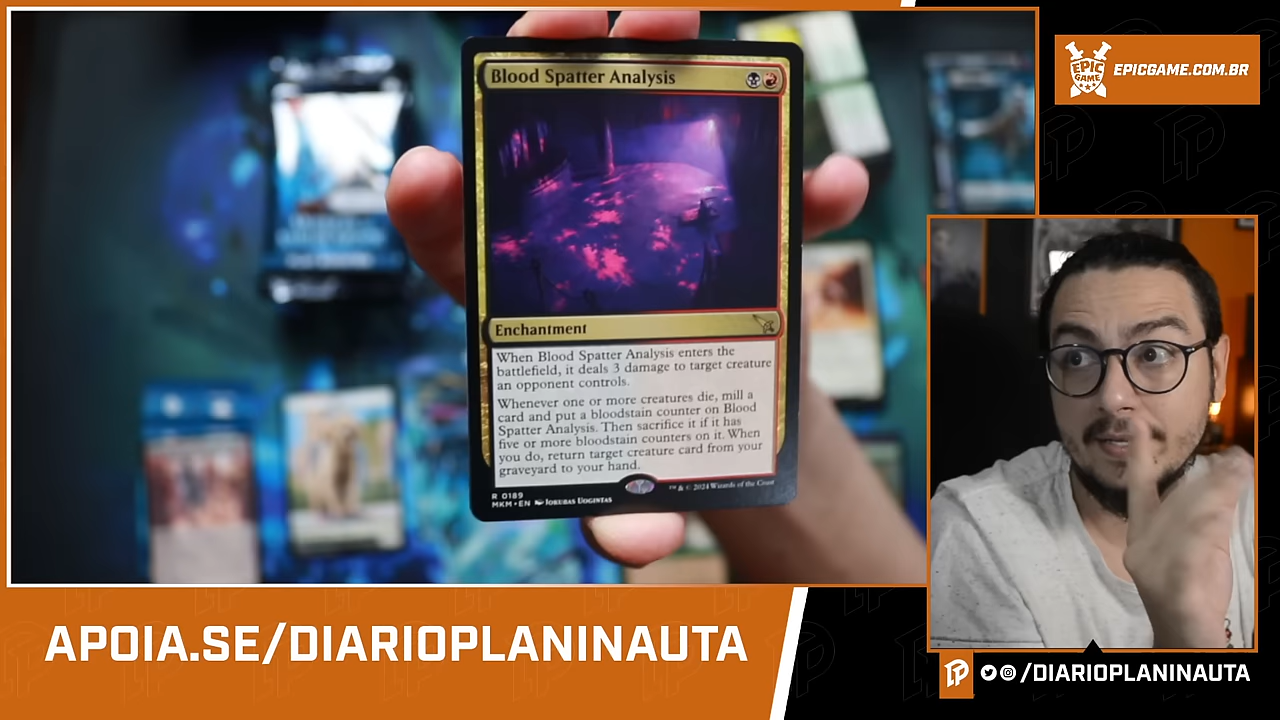 Blood Spatter Analysis
Enchantment
When Blood Spatter Analysis enters the
battlefield, it deals 3 damage to target creature
an opponent controls.
Whenever one or more creatures die, mill a
card and put a bloodstain counter on Blood
Spatter Analysis. Then sacrifice it if it has
five or more bloodstain counters on it. When
you do, return target creature card from your
graveyard to your hand.
R 0189
MKM • EN JOKUBAS UOGINTAS
™ & © 2024 Wizards of the Coast
EPIC
GAME
EPICGAME.COM.BR
APOIA.SE/DIARIOPLANINAUTA
/DIARIOPLANINAUTA